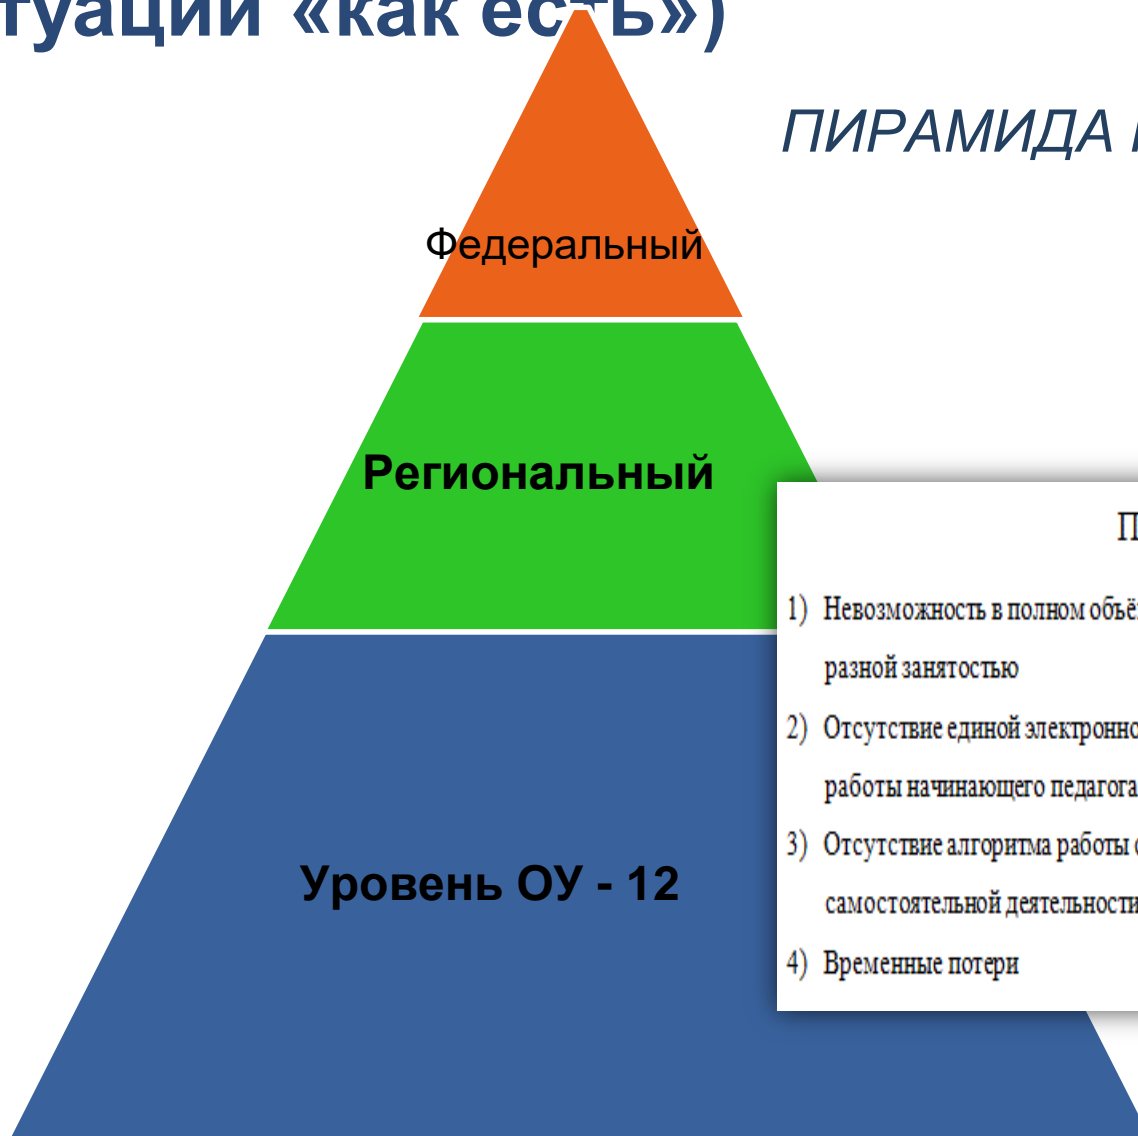 туации «как есть»)
ПИРАМИДА
Федеральный
Региональный
1) Невозможность в полном
разной занятостью
2) Отсутствие единой
работы начинающего педагога
3) Отсутствие алгоритма работы
самостоятельной деятельности
4) Временные потери
Уровень ОУ - 12